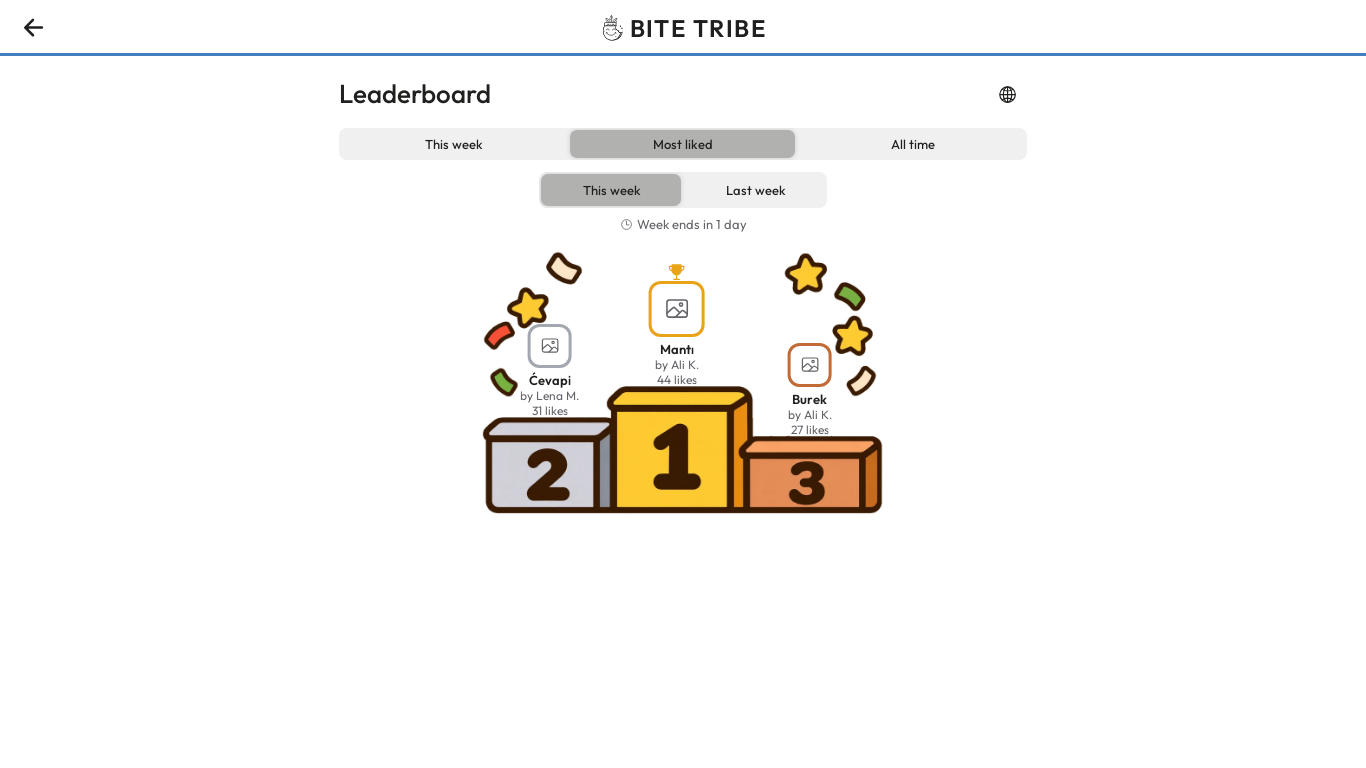 BITE TRIBE
Leaderboard
This week
Most liked
All time
This week
Last week
Week ends in 1 day
Mantı
by Ali K.
44 likes
Ćevapi
by Lena M.
31 likes
Burek
by Ali K.
27 likes
2
1
3